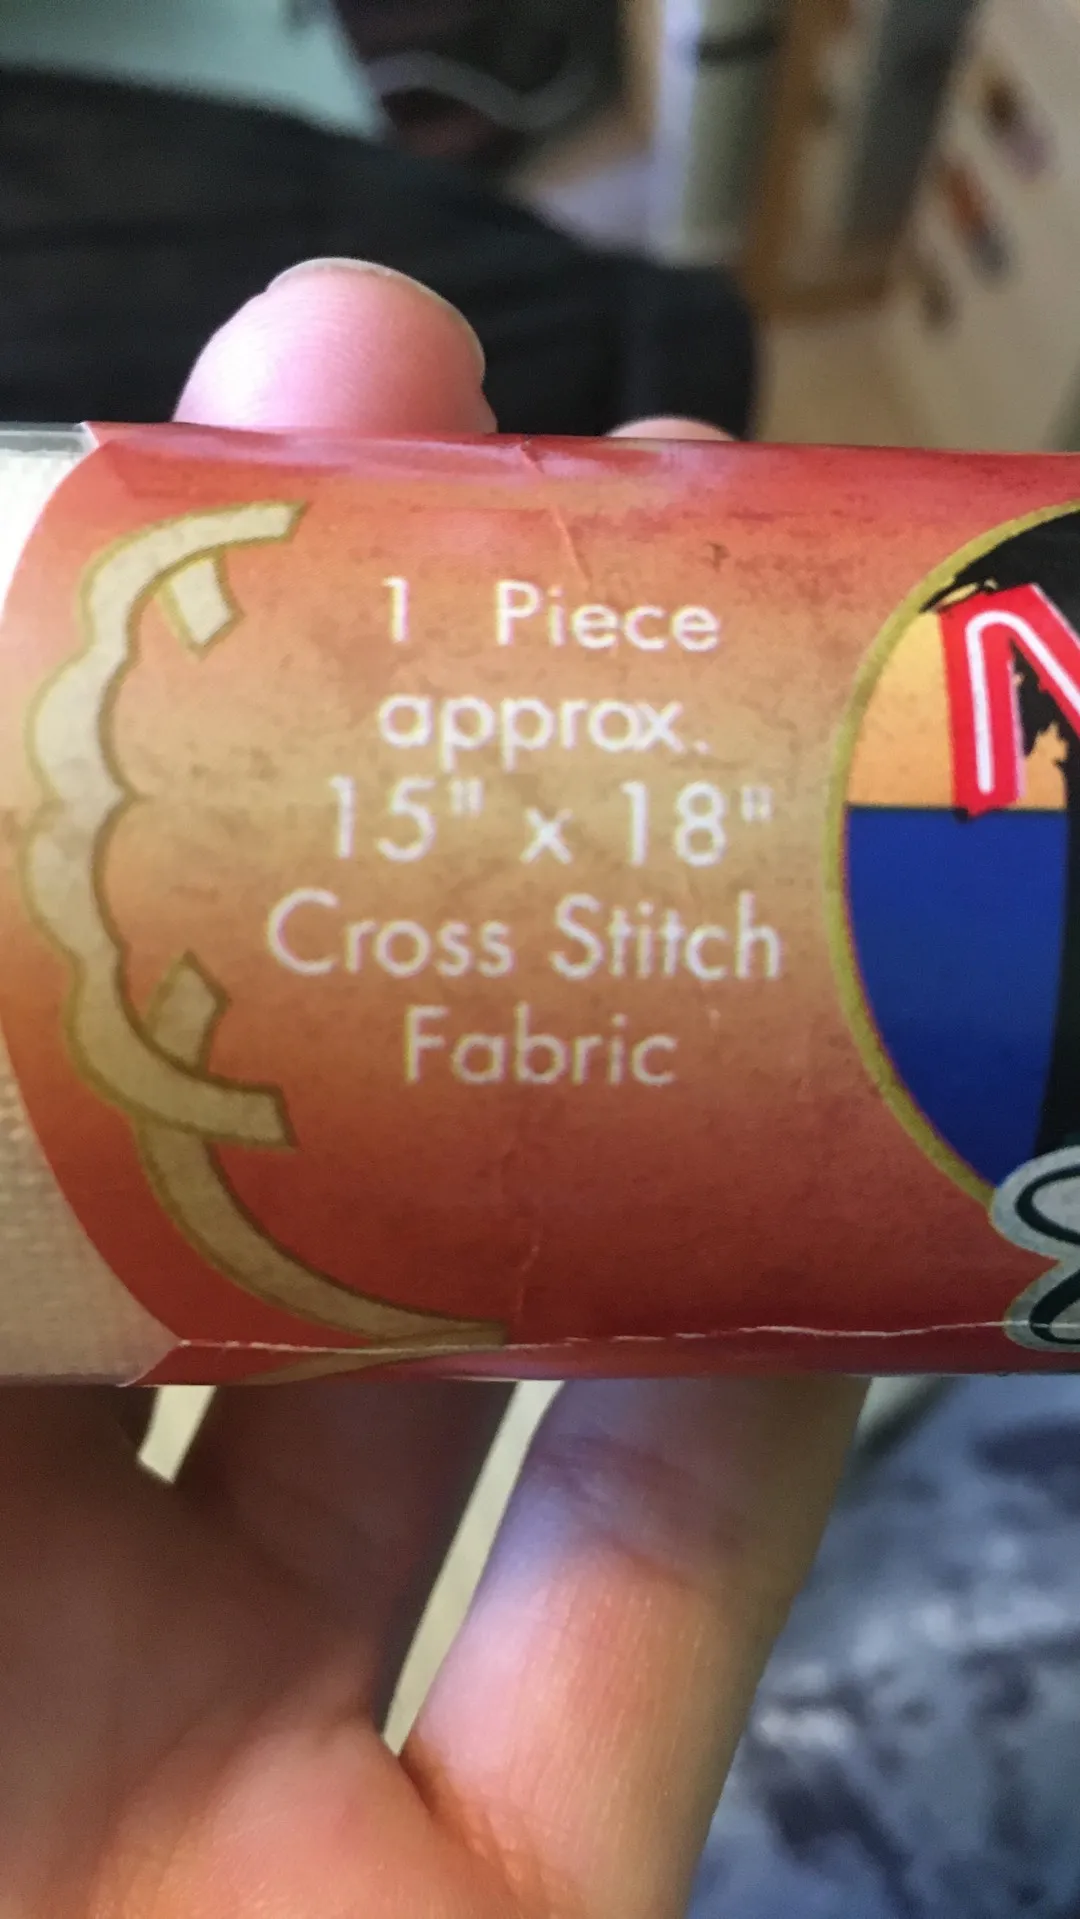 1 Piece
approx.
15" x 18"
Cross Stitch
Fabric